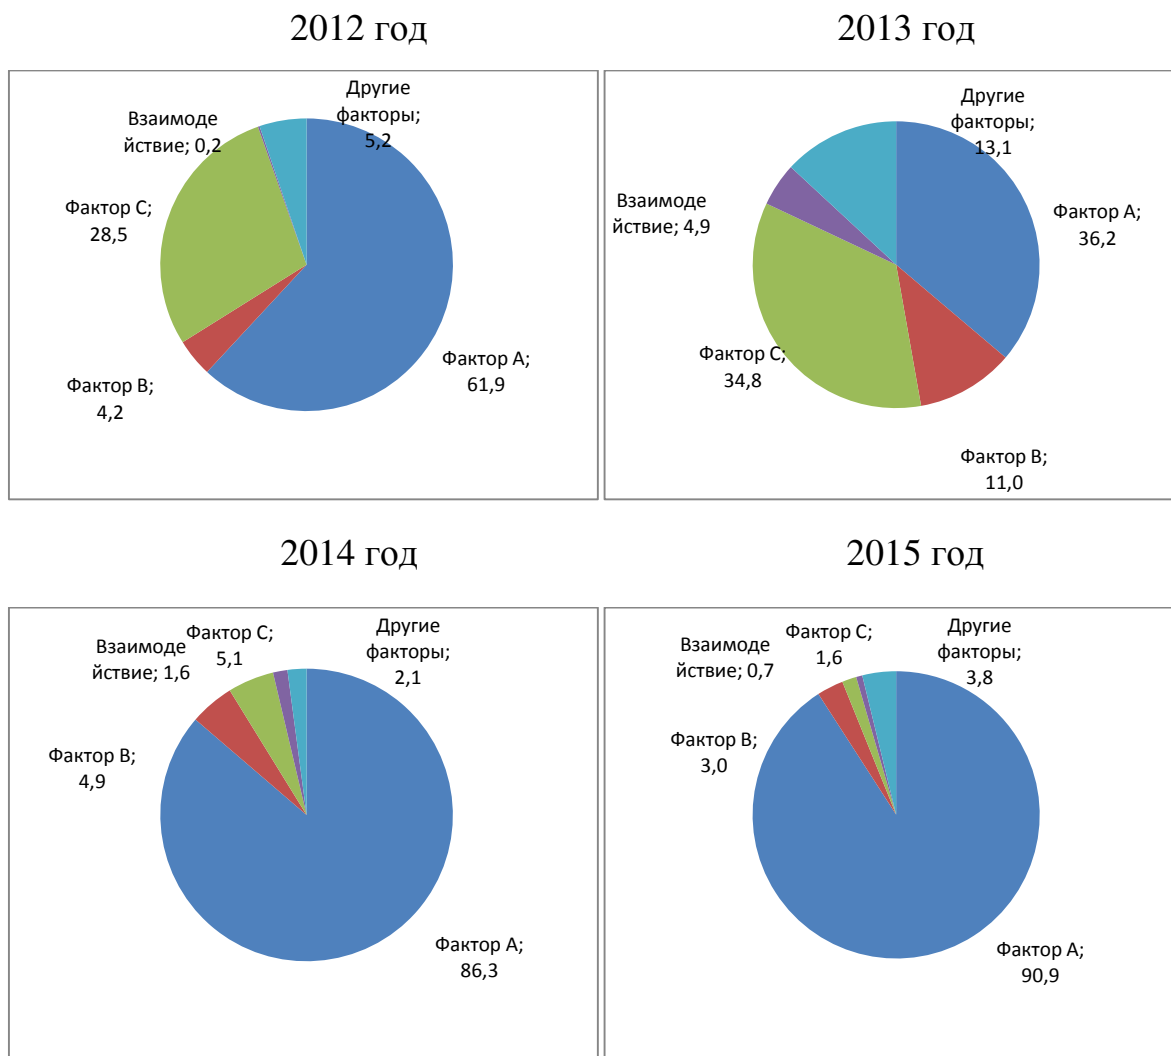 2012 год
Другие
факторы;
5,2
Взаимоде
йствие; 0,2
Фактор С;
28,5
Фактор А;
61,9
Фактор В;
4,2
2013 год
Другие
факторы;
13,1
Взаимоде
йствие; 4,9
Фактор А;
36,2
Фактор С;
34,8
Фактор В;
11,0
2014 год
Другие
факторы;
2,1
Фактор С;
5,1
Взаимоде
йствие; 1,6
Фактор В;
4,9
Фактор А;
86,3
2015 год
Другие
факторы;
3,8
Фактор С;
1,6
Взаимоде
йствие; 0,7
Фактор В;
3,0
Фактор А;
90,9